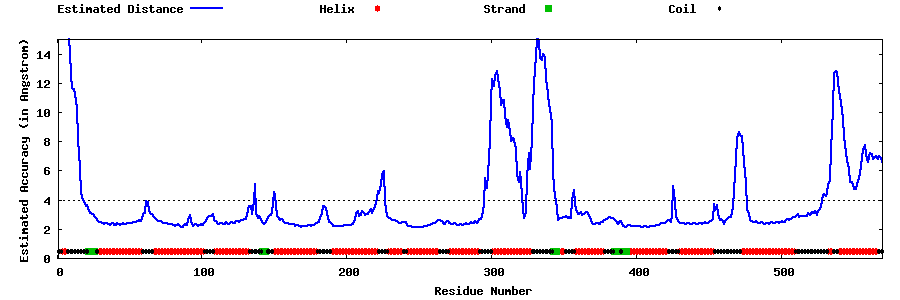 Estimated Distance Helix Strand Coil
Estimated Accuracy (in Angstrom)
14
12
10
8
6
4
2
0
0 100 200 300 400 500
Residue Number